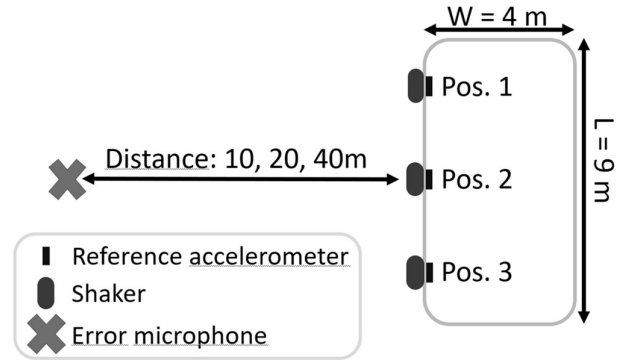 W = 4 m
Pos. 1
Distance: 10, 20, 40m
Pos. 2
L = 9 m
Pos. 3
Reference accelerometer
Shaker
Error microphone